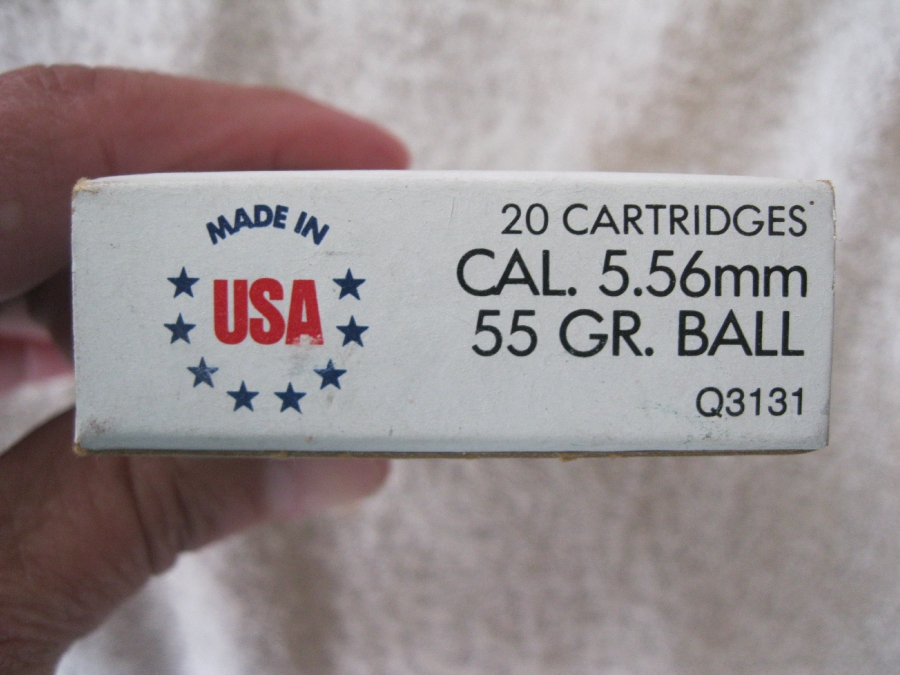 MADE IN
USA
20 CARTRIDGES
CAL. 5.56mm
55 GR. BALL
Q3131